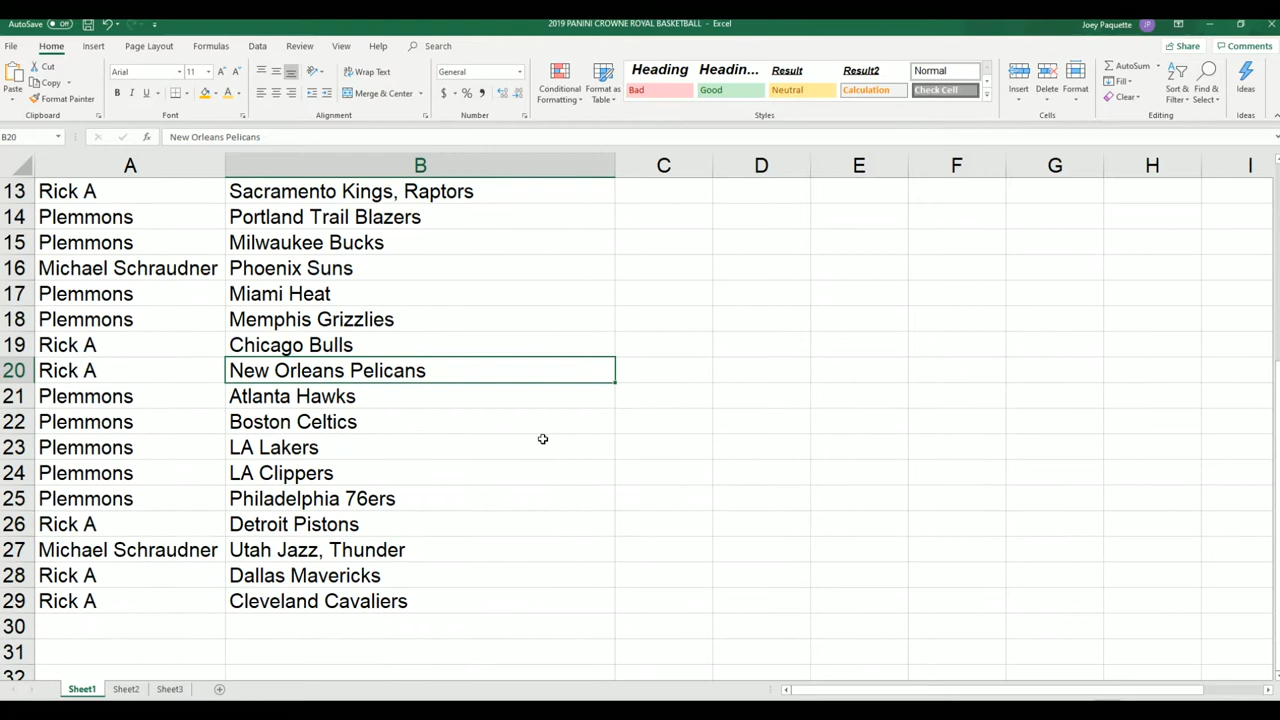 AutoSave Off 2019 PANINI CROWNE ROYAL BASKETBALL - Excel Joey Paquette JP
File Home Insert Page Layout Formulas Data Review View Help Search Share Comments
Paste Cut Copy Format Painter Clipboard
Arial 11 A A B I U A Font
Wrap Text Merge & Center Alignment
General $ % , Number
Conditional Formatting Format as Table
Heading Headin... Result Result2 Normal
Bad Good Neutral Calculation Check Cell
Styles
Insert Delete Format Cells
AutoSum Fill Clear Sort & Filter Find & Select Editing
Ideas Ideas
B20 fx New Orleans Pelicans
A B C D E F G H I
13 Rick A Sacramento Kings, Raptors
14 Plemmons Portland Trail Blazers
15 Plemmons Milwaukee Bucks
16 Michael Schraudner Phoenix Suns
17 Plemmons Miami Heat
18 Plemmons Memphis Grizzlies
19 Rick A Chicago Bulls
20 Rick A New Orleans Pelicans
21 Plemmons Atlanta Hawks
22 Plemmons Boston Celtics
23 Plemmons LA Lakers
24 Plemmons LA Clippers
25 Plemmons Philadelphia 76ers
26 Rick A Detroit Pistons
27 Michael Schraudner Utah Jazz, Thunder
28 Rick A Dallas Mavericks
29 Rick A Cleveland Cavaliers
30
31
32
Sheet1 Sheet2 Sheet3